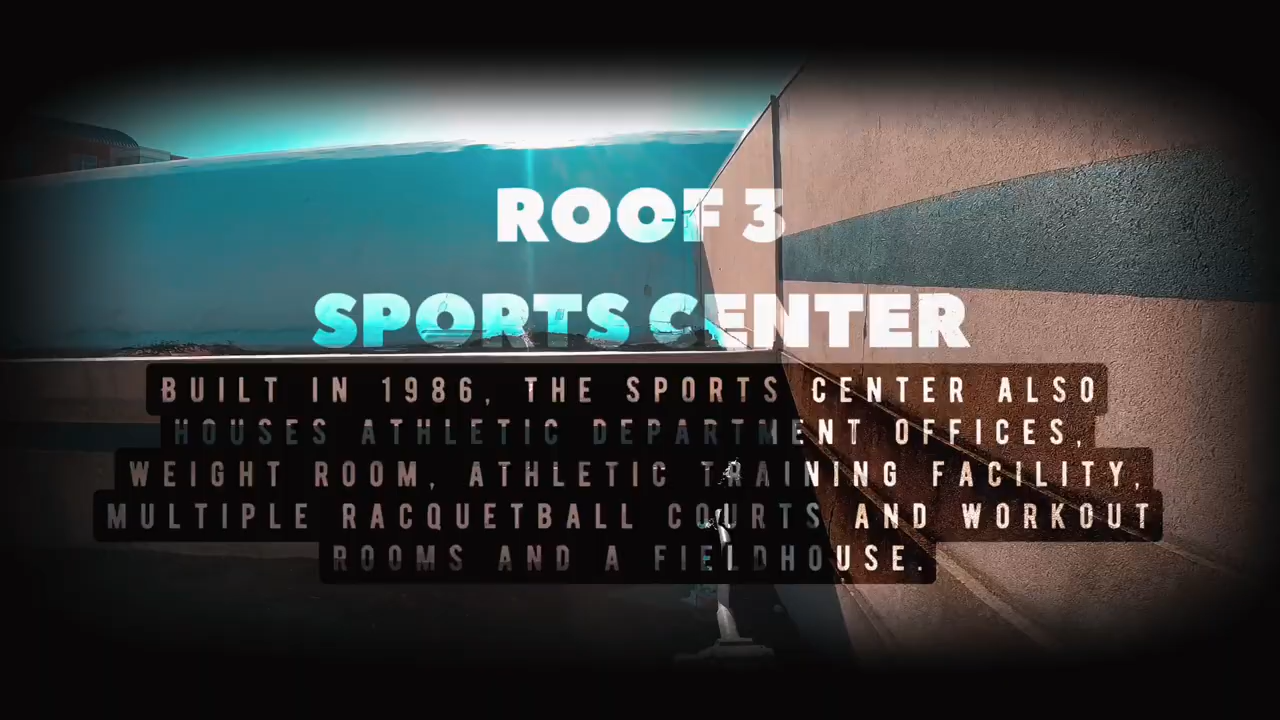 ROOF 3
SPORTS CENTER
BUILT IN 1986, THE SPORTS CENTER ALSO
HOUSES ATHLETIC DEPARTMENT OFFICES,
WEIGHT ROOM, ATHLETIC TRAINING FACILITY,
MULTIPLE RACQUETBALL COURTS AND WORKOUT
ROOMS AND A FIELDHOUSE.